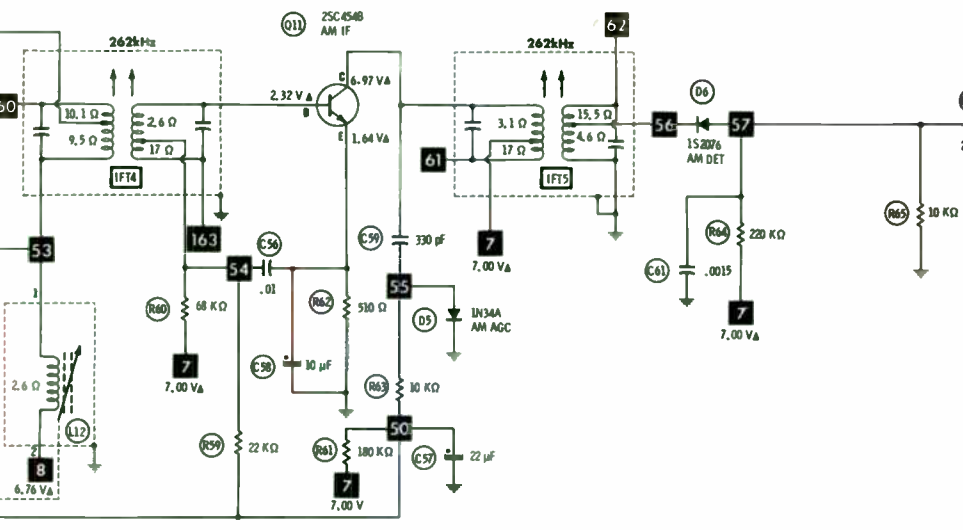 Q11
2SC454B
AM IF
62
262kHz
262kHz
C
6.97 V∆
D6
60
10.1 Ω
2.6 Ω
2.32 V ∆
B
3.1 Ω
15.5 Ω
56
57
9.5 Ω
17 Ω
E
1.64 V∆
61
17 Ω
4.6 Ω
1S2076
AM DET
IFT4
IFT5
R65
10 KΩ
53
163
C56
C59
330 pF
7
7.00 V∆
R64
220 KΩ
54
.01
C61
.0015
1
R60
68 KΩ
R62
510 Ω
55
D5
1N34A
AM AGC
7
7.00 V∆
7
7.00 V∆
C58
10 µF
2.6 Ω
R63
10 KΩ
L12
R59
22 KΩ
R61
180 KΩ
50
C57
22 µF
2
8
6.76 V∆
7
7.00 V